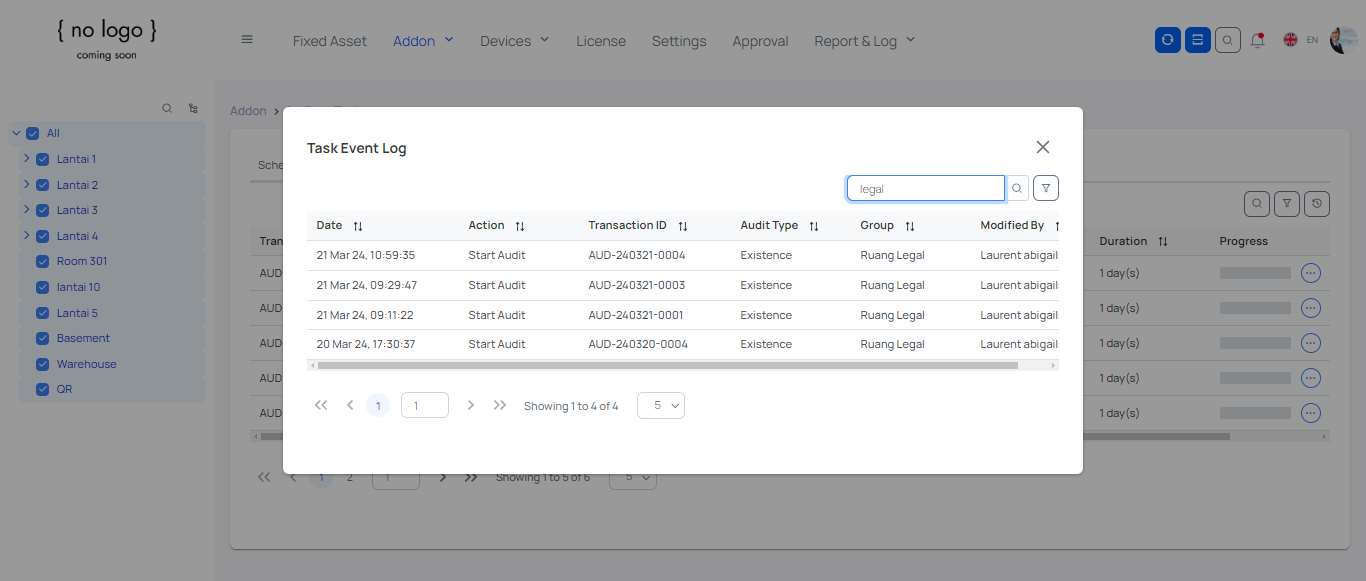 { no logo }
coming soon
Fixed Asset Addon Devices License Settings Approval Report & Log EN
Addon
All
Lantai 1
Lantai 2
Lantai 3
Lantai 4
Room 301
lantai 10
Lantai 5
Basement
Warehouse
QR
Task Event Log
legal
Date Action Transaction ID Audit Type Group Modified By
21 Mar 24, 10:59:35 Start Audit AUD-240321-0004 Existence Ruang Legal Laurent abigail
21 Mar 24, 09:29:47 Start Audit AUD-240321-0003 Existence Ruang Legal Laurent abigail
21 Mar 24, 09:11:22 Start Audit AUD-240321-0001 Existence Ruang Legal Laurent abigail
20 Mar 24, 17:30:37 Start Audit AUD-240320-0004 Existence Ruang Legal Laurent abigail
1 1 Showing 1 to 4 of 4 5
Sche
Tran Duration Progress
AUD 1 day(s)
AUD 1 day(s)
AUD 1 day(s)
AUD 1 day(s)
AUD 1 day(s)
1 2 1 Showing 1 to 5 of 6 5